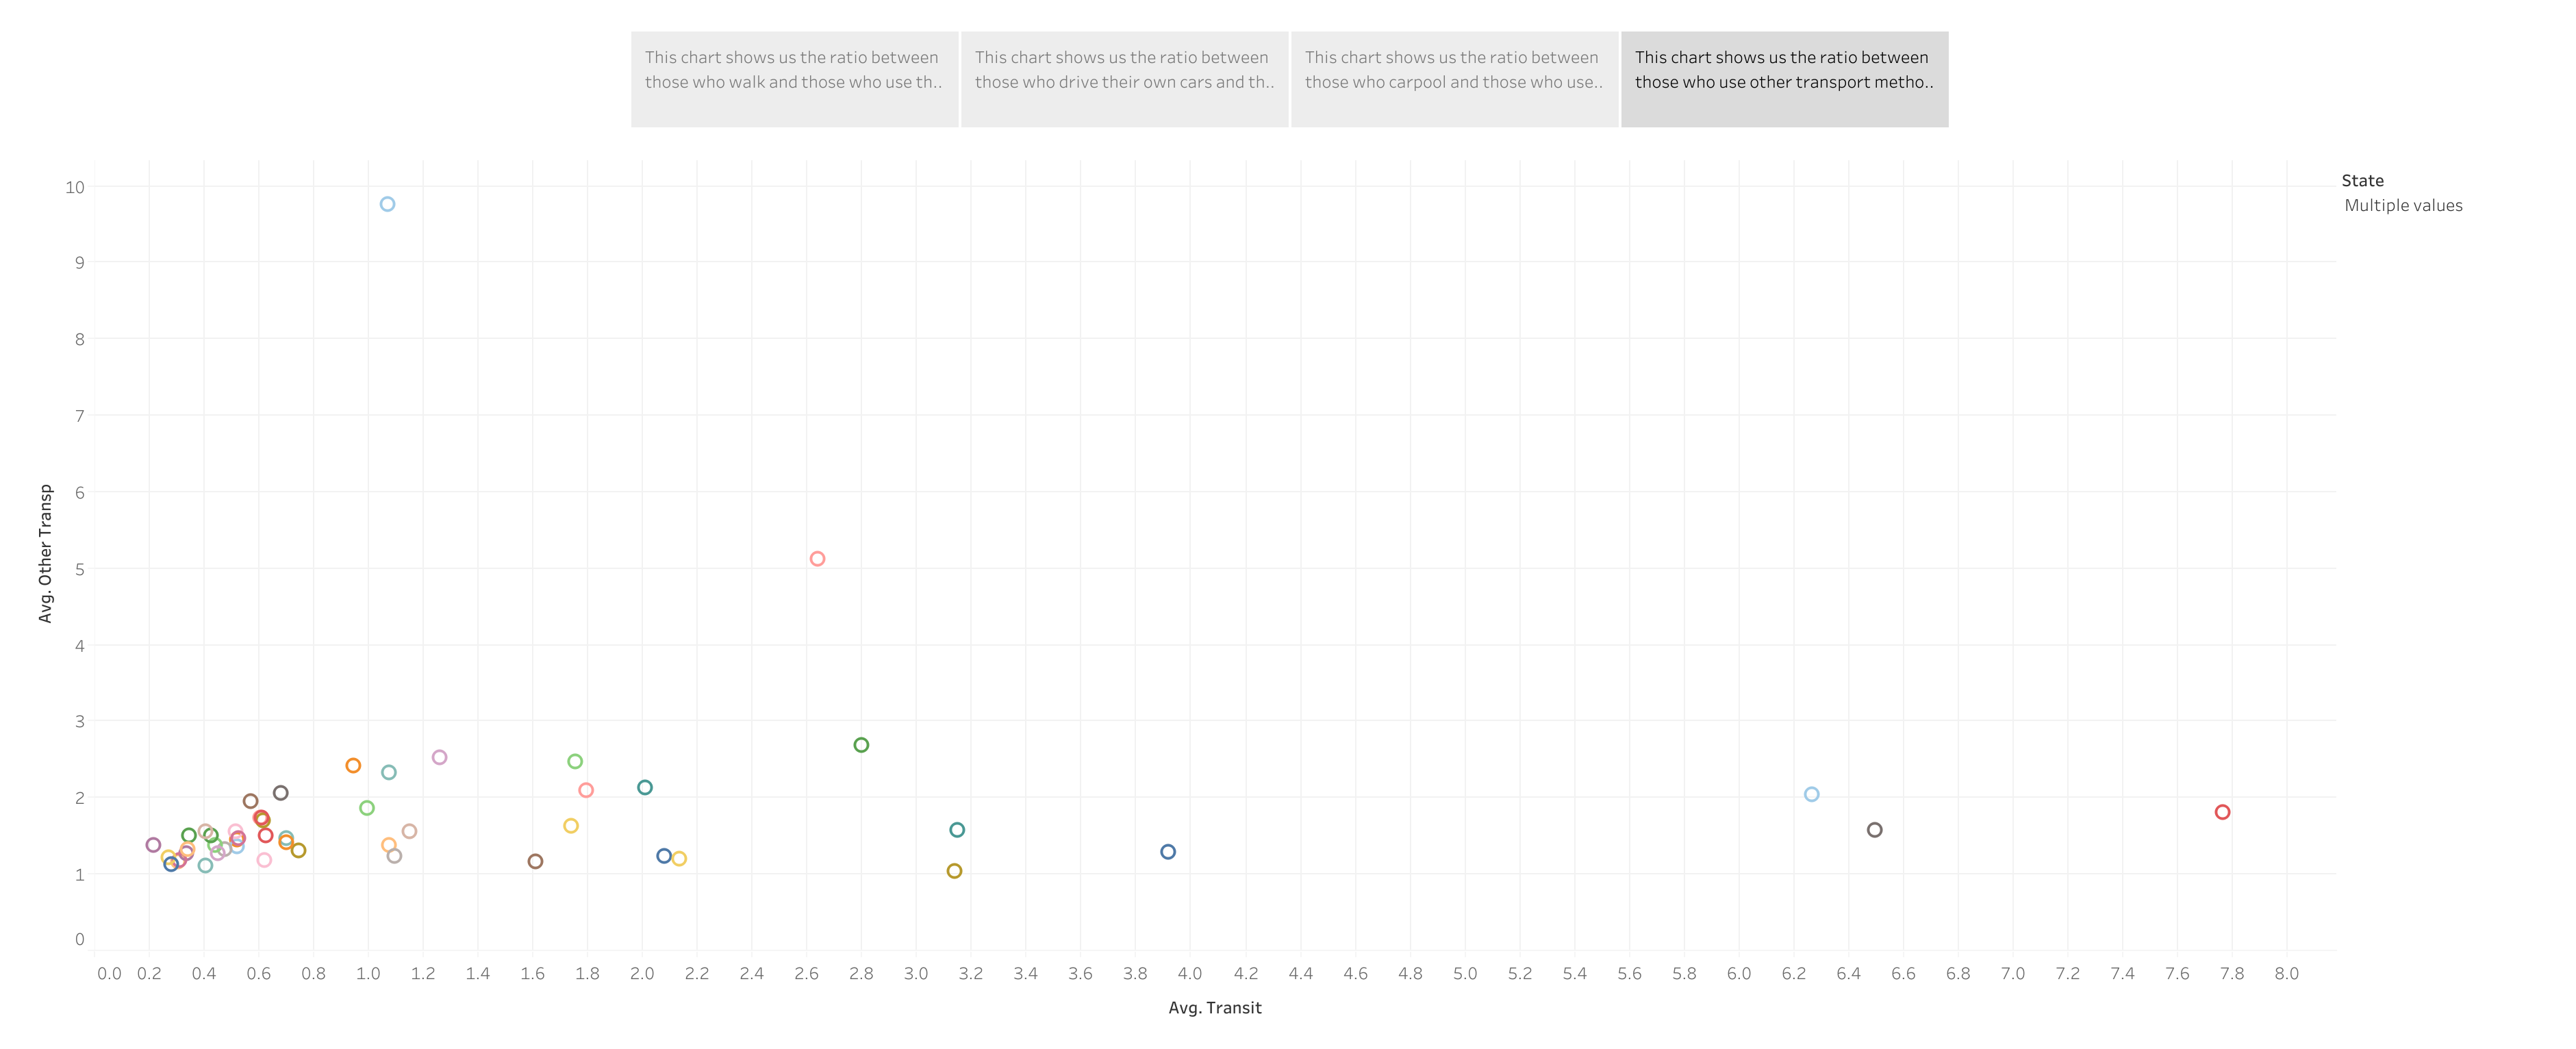 This chart shows us the ratio between
those who walk and those who use th..
This chart shows us the ratio between
those who drive their own cars and th..
This chart shows us the ratio between
those who carpool and those who use..
This chart shows us the ratio between
those who use other transport metho..
State
Multiple values
10
9
8
7
6
5
4
3
2
1
0
Avg. Other Transp
0.0 0.2 0.4 0.6 0.8 1.0 1.2 1.4 1.6 1.8 2.0 2.2 2.4 2.6 2.8 3.0 3.2 3.4 3.6 3.8 4.0 4.2 4.4 4.6 4.8 5.0 5.2 5.4 5.6 5.8 6.0 6.2 6.4 6.6 6.8 7.0 7.2 7.4 7.6 7.8 8.0
Avg. Transit